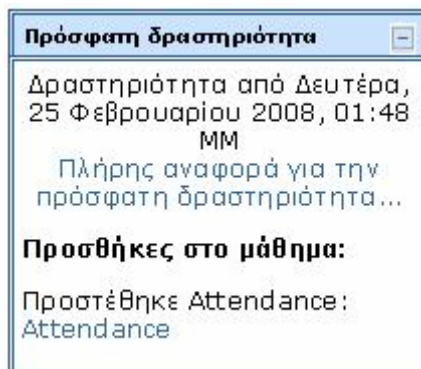 Πρόσφατη δραστηριότητα
Δραστηριότητα από Δευτέρα,
25 Φεβρουαρίου 2008, 01:48
ΜΜ
Πλήρης αναφορά για την
πρόσφατη δραστηριότητα...
Προσθήκες στο μάθημα:
Προστέθηκε Attendance:
Attendance